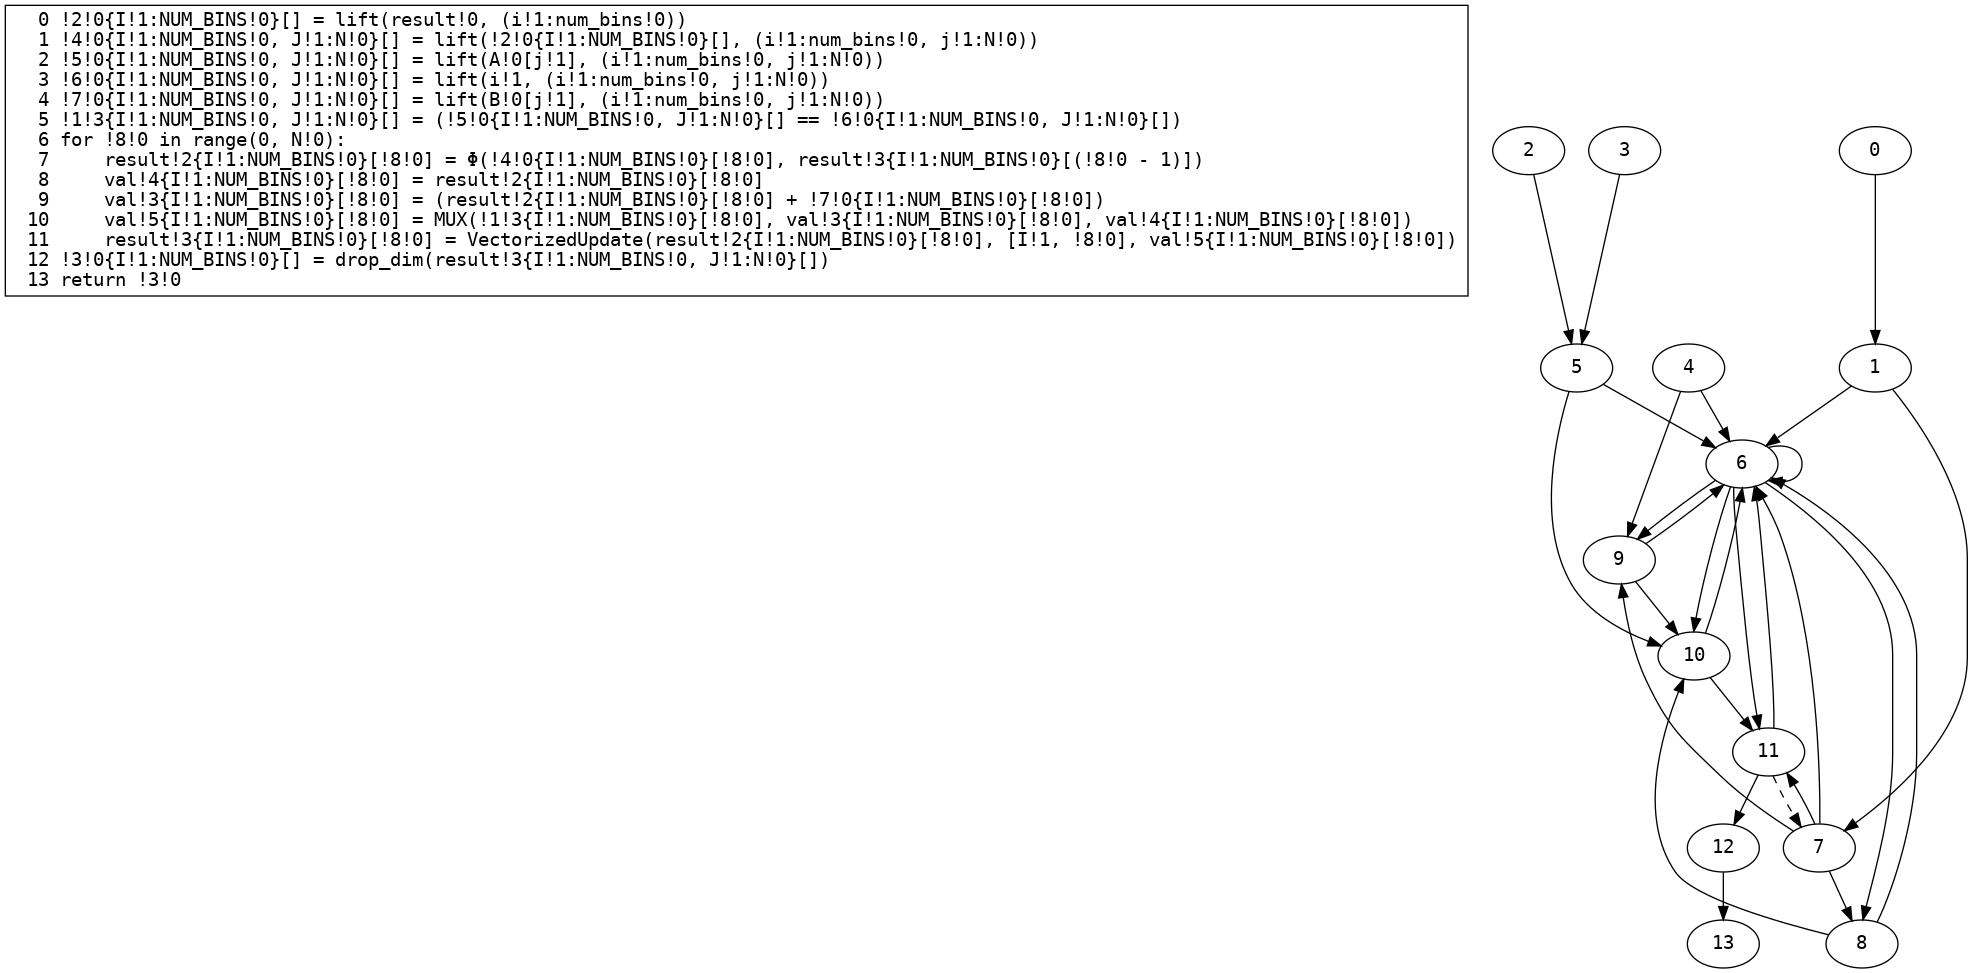 0 !2!0{I!1:NUM_BINS!0}[] = lift(result!0, (i!1:num_bins!0))
1 !4!0{I!1:NUM_BINS!0, J!1:N!0}[] = lift(!2!0{I!1:NUM_BINS!0}[], (i!1:num_bins!0, j!1:N!0))
2 !5!0{I!1:NUM_BINS!0, J!1:N!0}[] = lift(A!0[j!1], (i!1:num_bins!0, j!1:N!0))
3 !6!0{I!1:NUM_BINS!0, J!1:N!0}[] = lift(i!1, (i!1:num_bins!0, j!1:N!0))
4 !7!0{I!1:NUM_BINS!0, J!1:N!0}[] = lift(B!0[j!1], (i!1:num_bins!0, j!1:N!0))
5 !1!3{I!1:NUM_BINS!0, J!1:N!0}[] = (!5!0{I!1:NUM_BINS!0, J!1:N!0}[] == !6!0{I!1:NUM_BINS!0, J!1:N!0}[])
6 for !8!0 in range(0, N!0):
7     result!2{I!1:NUM_BINS!0}[!8!0] = Φ(!4!0{I!1:NUM_BINS!0}[!8!0], result!3{I!1:NUM_BINS!0}[(!8!0 - 1)])
8     val!4{I!1:NUM_BINS!0}[!8!0] = result!2{I!1:NUM_BINS!0}[!8!0]
9     val!3{I!1:NUM_BINS!0}[!8!0] = (result!2{I!1:NUM_BINS!0}[!8!0] + !7!0{I!1:NUM_BINS!0}[!8!0])
10     val!5{I!1:NUM_BINS!0}[!8!0] = MUX(!1!3{I!1:NUM_BINS!0}[!8!0], val!3{I!1:NUM_BINS!0}[!8!0], val!4{I!1:NUM_BINS!0}[!8!0])
11     result!3{I!1:NUM_BINS!0}[!8!0] = VectorizedUpdate(result!2{I!1:NUM_BINS!0}[!8!0], [I!1, !8!0], val!5{I!1:NUM_BINS!0}[!8!0])
12 !3!0{I!1:NUM_BINS!0}[] = drop_dim(result!3{I!1:NUM_BINS!0, J!1:N!0}[])
13 return !3!0
2 3 0
5 4 1
6
9
10
11
12 7
13 8